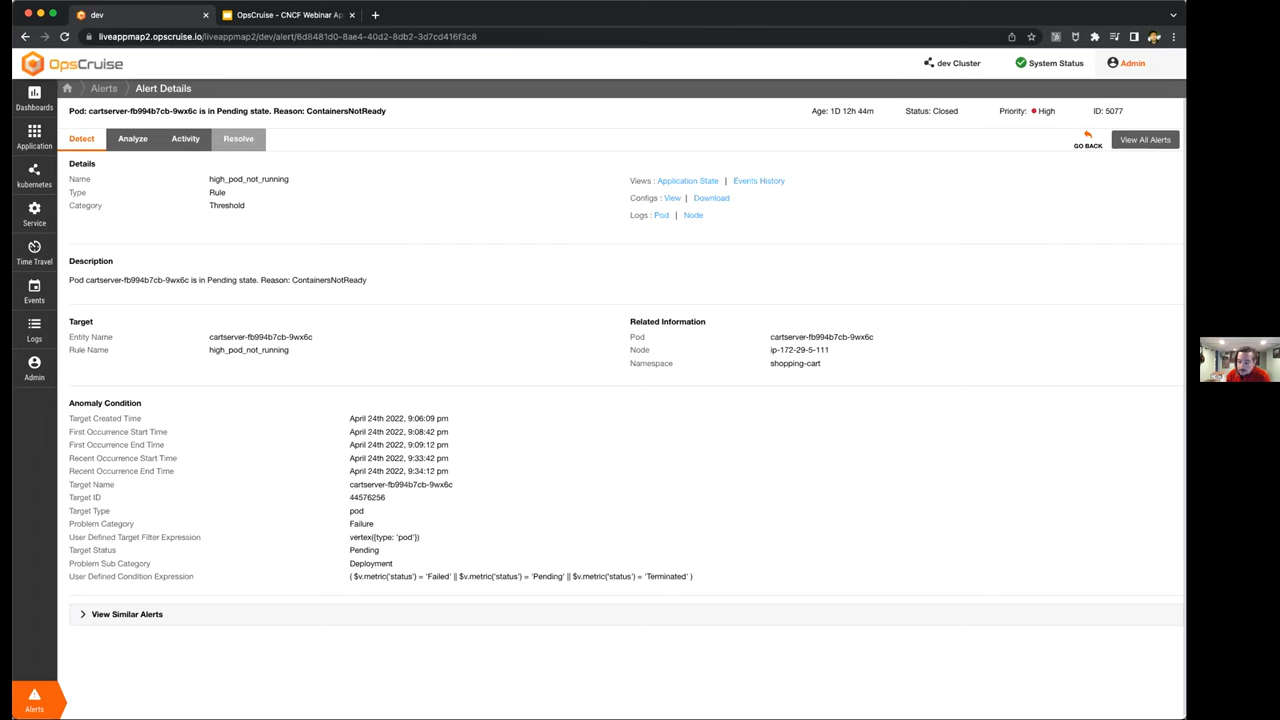 dev
OpsCruise - CNCF Webinar Ap
liveappmap2.opscruise.io/liveappmap2/dev/alert/6d8481d0-8ae4-40d2-8db2-3d7cd416f3c8
OpsCruise
dev Cluster
System Status
Admin
Alerts
Alert Details
Dashboards
Application
kubernetes
Service
Time Travel
Events
Logs
Admin
Alerts
Pod: cartserver-fb994b7cb-9wx6c is in Pending state. Reason: ContainersNotReady
Age: 1D 12h 44m
Status: Closed
Priority: High
ID: 5077
Detect
Analyze
Activity
Resolve
GO BACK
View All Alerts
Details
Name high_pod_not_running
Type Rule
Category Threshold
Views : Application State | Events History
Configs : View | Download
Logs : Pod | Node
Description
Pod cartserver-fb994b7cb-9wx6c is in Pending state. Reason: ContainersNotReady
Target
Entity Name cartserver-fb994b7cb-9wx6c
Rule Name high_pod_not_running
Related Information
Pod cartserver-fb994b7cb-9wx6c
Node ip-172-29-5-111
Namespace shopping-cart
Anomaly Condition
Target Created Time April 24th 2022, 9:06:09 pm
First Occurrence Start Time April 24th 2022, 9:08:42 pm
First Occurrence End Time April 24th 2022, 9:09:12 pm
Recent Occurrence Start Time April 24th 2022, 9:33:42 pm
Recent Occurrence End Time April 24th 2022, 9:34:12 pm
Target Name cartserver-fb994b7cb-9wx6c
Target ID 44576256
Target Type pod
Problem Category Failure
User Defined Target Filter Expression vertex({type: 'pod'})
Target Status Pending
Problem Sub Category Deployment
User Defined Condition Expression ( $v.metric('status') = 'Failed' || $v.metric('status') = 'Pending' || $v.metric('status') = 'Terminated' )
View Similar Alerts